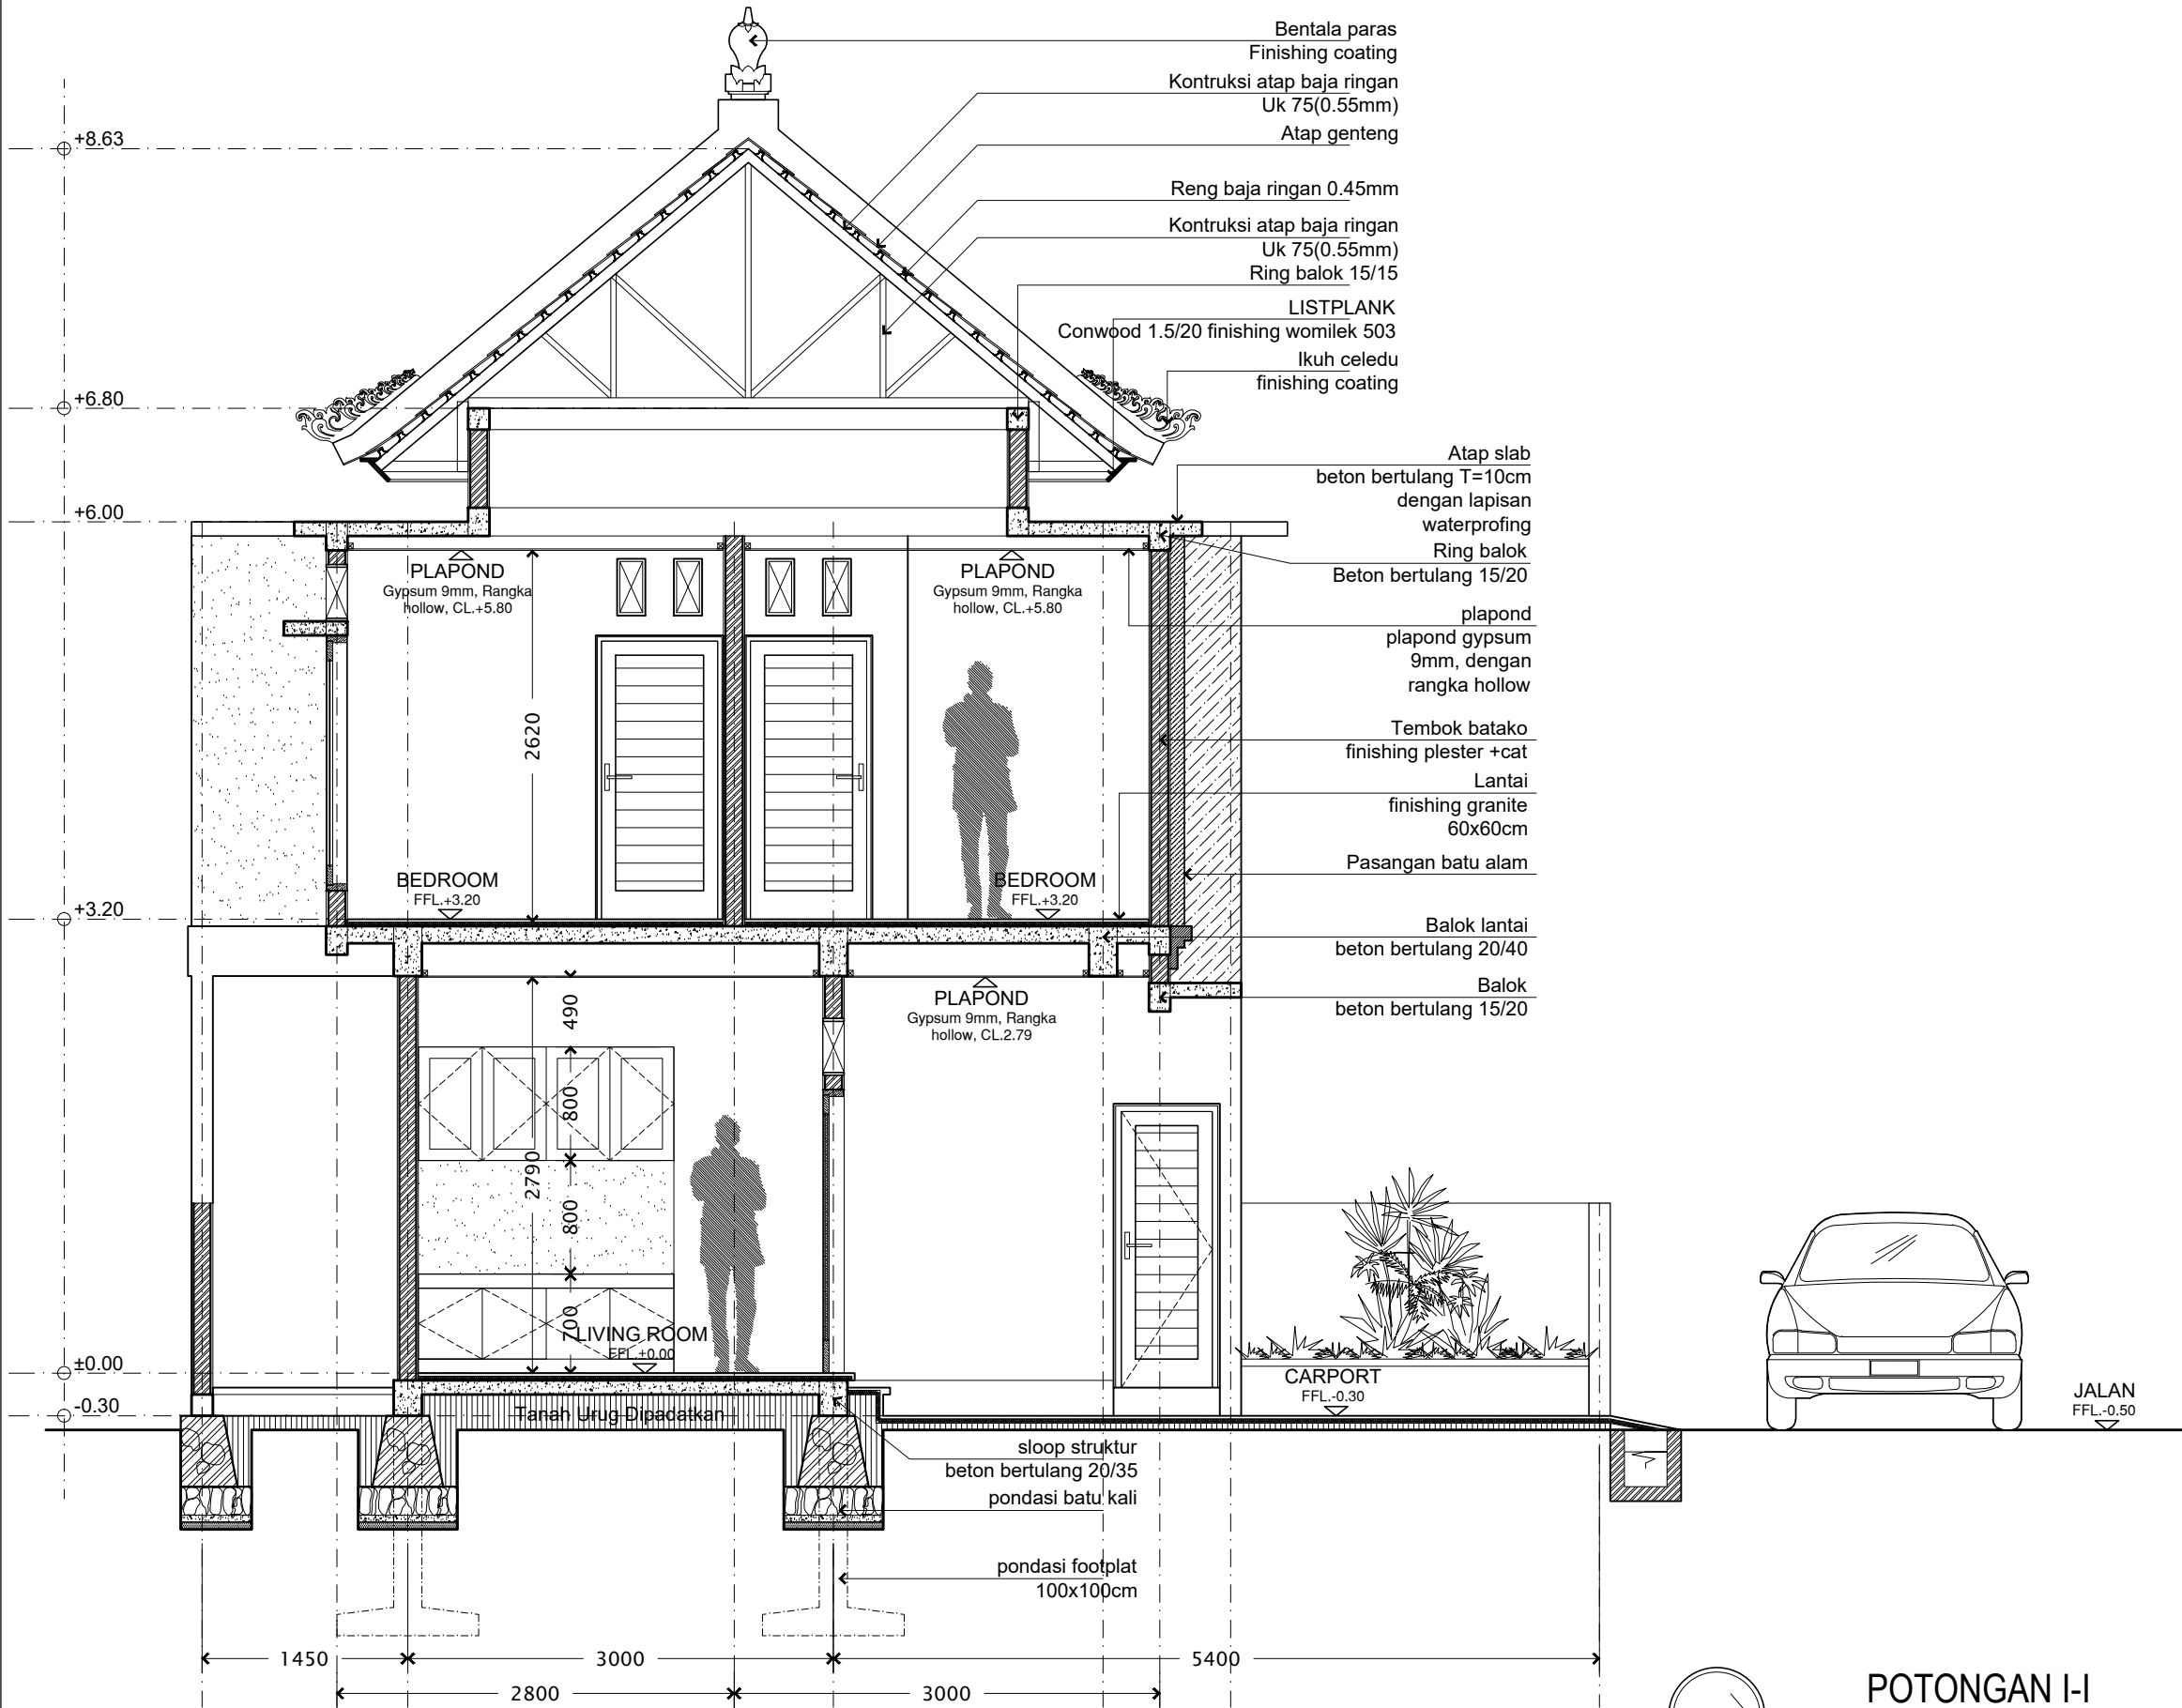 Bentala paras
Finishing coating
Kontruksi atap baja ringan
Uk 75(0.55mm)
Atap genteng
Reng baja ringan 0.45mm
Kontruksi atap baja ringan
Uk 75(0.55mm)
Ring balok 15/15
LISTPLANK
Conwood 1.5/20 finishing womilek 503
Ikuh celedu
finishing coating
+8.63
+6.80
+6.00
+3.20
±0.00
-0.30
Atap slab
beton bertulang T=10cm
dengan lapisan
waterprofing
Ring balok
Beton bertulang 15/20
plapond
plapond gypsum
9mm, dengan
rangka hollow
Tembok batako
finishing plester +cat
Lantai
finishing granite
60x60cm
Pasangan batu alam
Balok lantai
beton bertulang 20/40
Balok
beton bertulang 15/20
PLAPOND
Gypsum 9mm, Rangka
hollow, CL.+5.80
PLAPOND
Gypsum 9mm, Rangka
hollow, CL.+5.80
2620
BEDROOM
FFL.+3.20
BEDROOM
FFL.+3.20
PLAPOND
Gypsum 9mm, Rangka
hollow, CL.2.79
490
800
2790
800
700
LIVING ROOM
FFL.+0.00
CARPORT
FFL.-0.30
JALAN
FFL.-0.50
Tanah Urug Dipadatkan
sloop struktur
beton bertulang 20/35
pondasi batu kali
pondasi footplat
100x100cm
1450
3000
5400
2800
3000
POTONGAN I-I